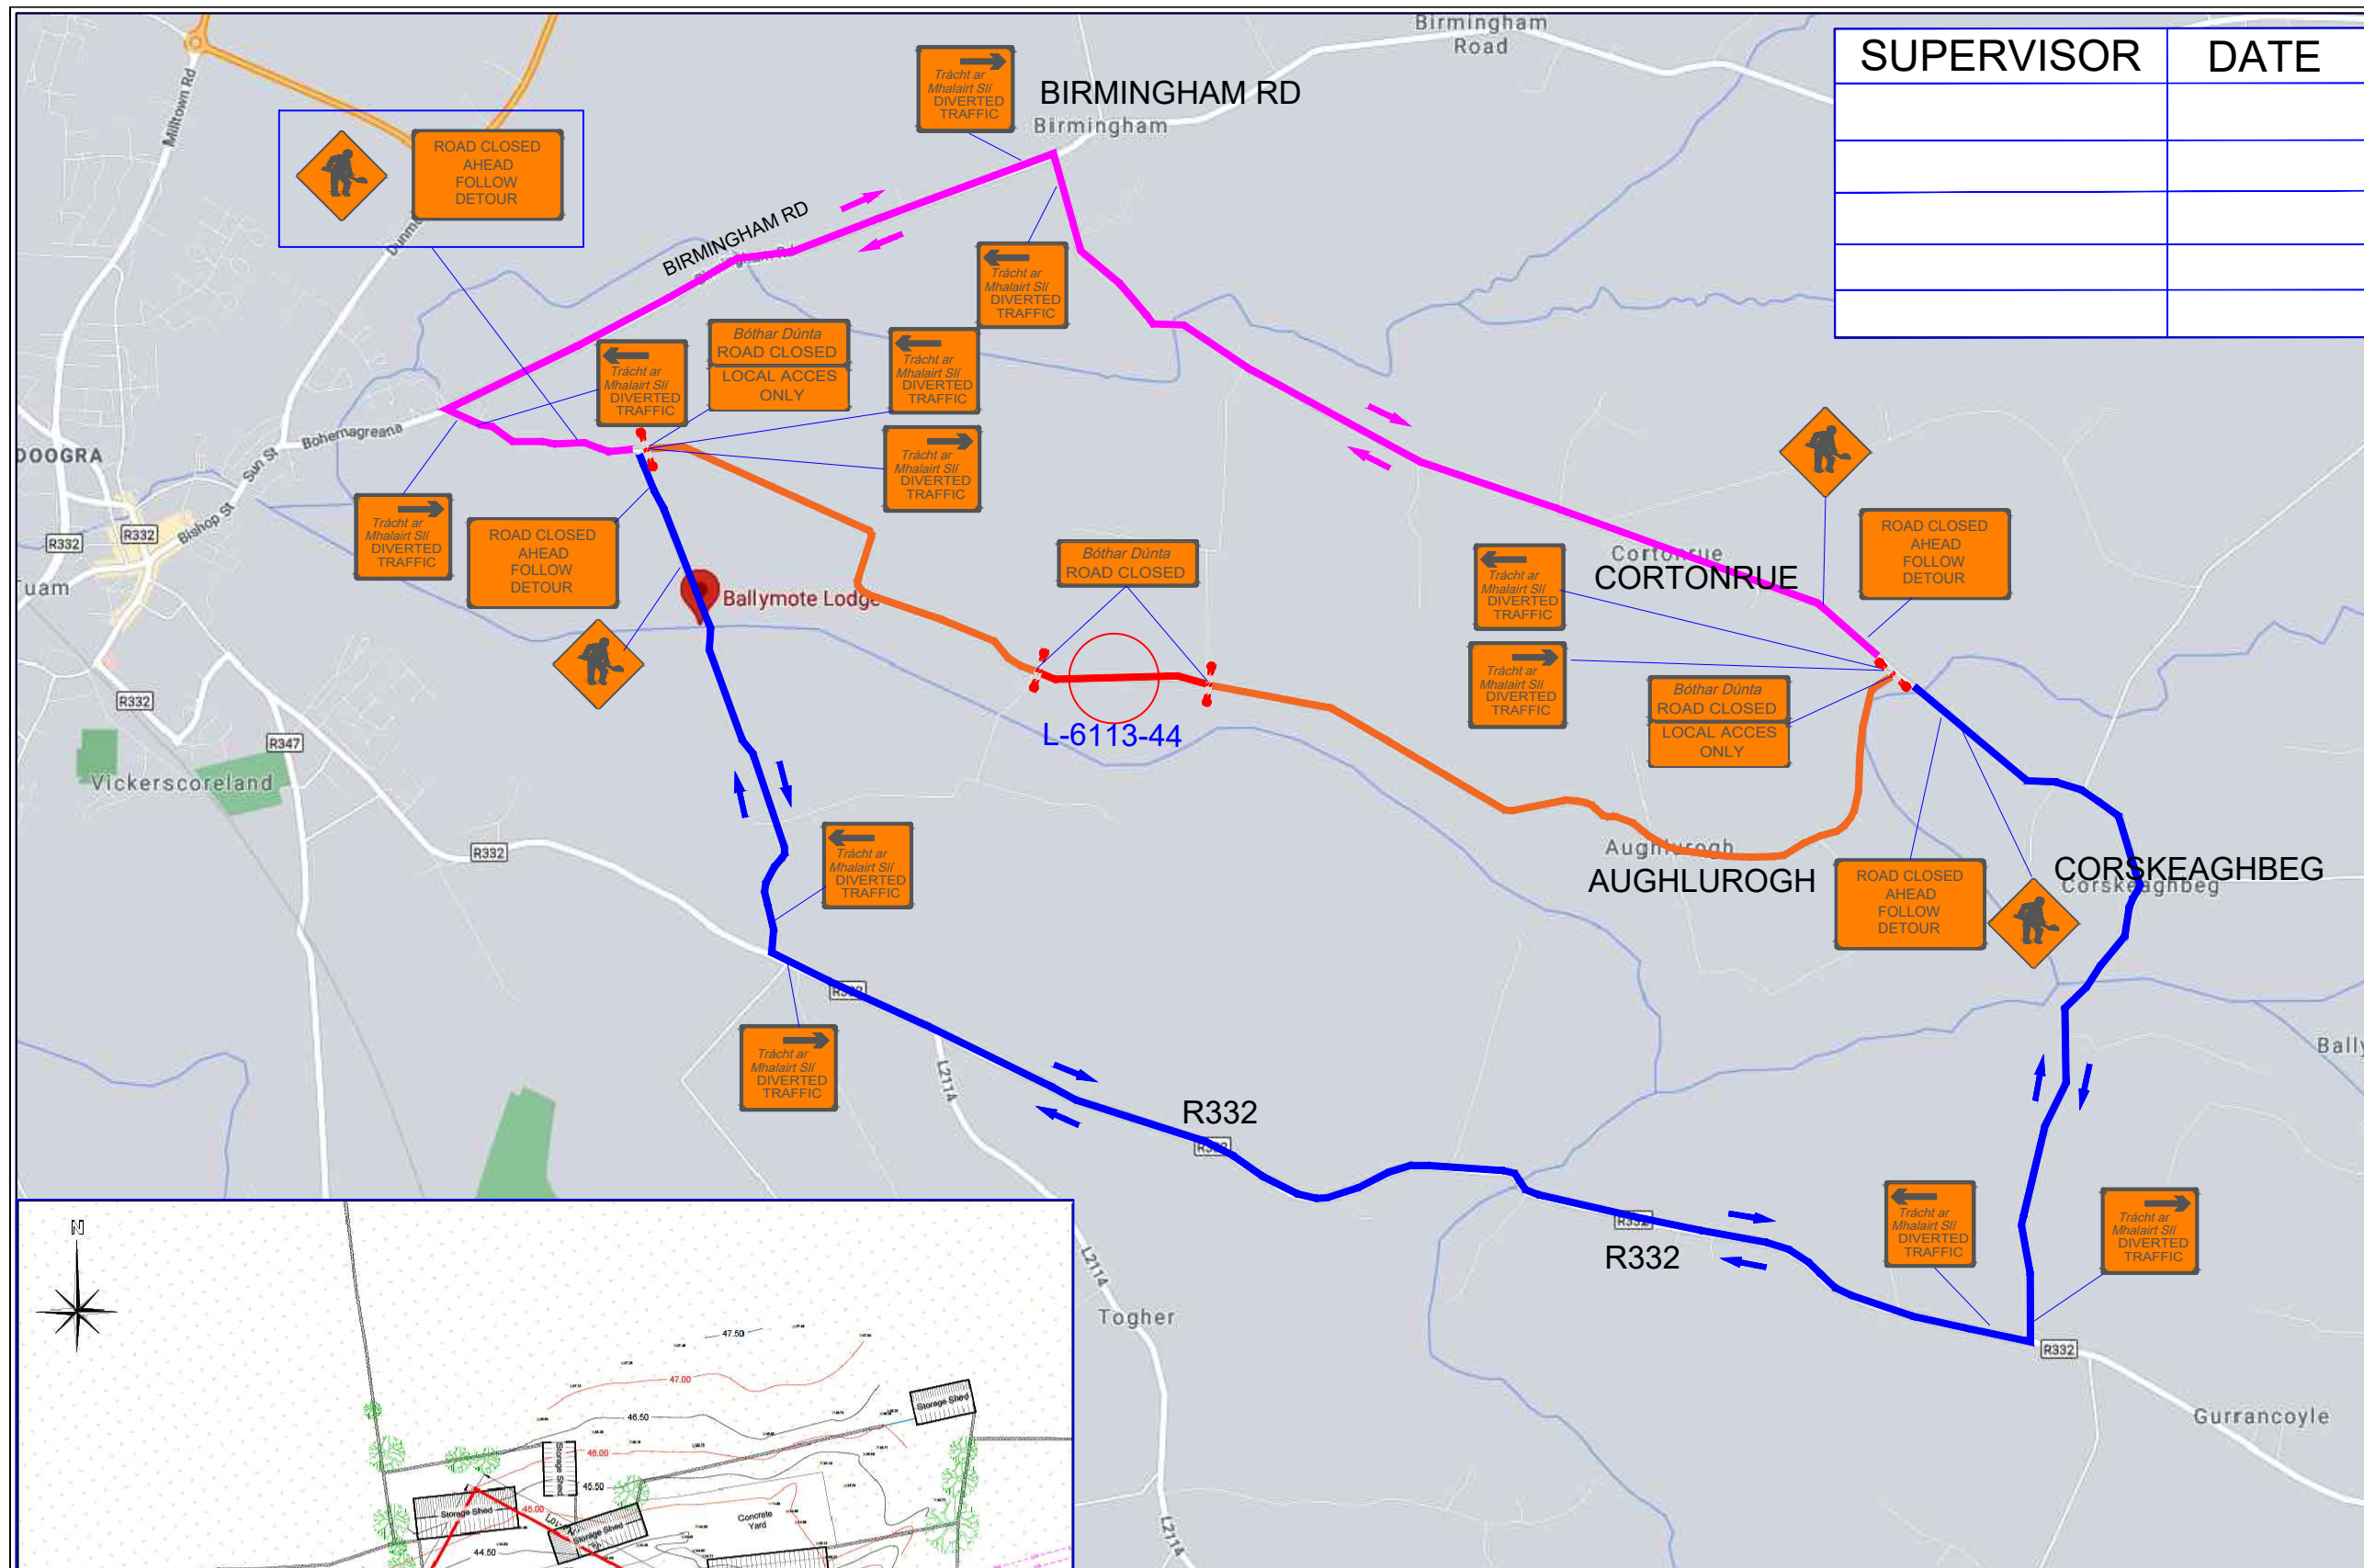 Birmingham
Road
SUPERVISOR
DATE
Trácht ar
Mhalairt Slí
DIVERTED
TRAFFIC
BIRMINGHAM RD
Birmingham
Milltown Rd
ROAD CLOSED
AHEAD
FOLLOW
DETOUR
BIRMINGHAM RD
Trácht ar
Mhalairt Slí
DIVERTED
TRAFFIC
Trácht ar
Mhalairt Slí
DIVERTED
TRAFFIC
Bóthar Dúnta
ROAD CLOSED
LOCAL ACCES
ONLY
Trácht ar
Mhalairt Slí
DIVERTED
TRAFFIC
Trácht ar
Mhalairt Slí
DIVERTED
TRAFFIC
Bohernagreana
Sun St
Bishop St
R332
R332
Trácht ar
Mhalairt Slí
DIVERTED
TRAFFIC
ROAD CLOSED
AHEAD
FOLLOW
DETOUR
Ballymote Lodge
Bóthar Dúnta
ROAD CLOSED
L-6113-44
Cortonrue
CORTONRUE
Trácht ar
Mhalairt Slí
DIVERTED
TRAFFIC
Trácht ar
Mhalairt Slí
DIVERTED
TRAFFIC
ROAD CLOSED
AHEAD
FOLLOW
DETOUR
Bóthar Dúnta
ROAD CLOSED
LOCAL ACCES
ONLY
R332
R347
Vickerscoreland
R332
Trácht ar
Mhalairt Slí
DIVERTED
TRAFFIC
Aughlurogh
AUGHLUROGH
ROAD CLOSED
AHEAD
FOLLOW
DETOUR
CORSKEAGHBEG
Corskeaghbeg
R332
Trácht ar
Mhalairt Slí
DIVERTED
TRAFFIC
L2114
R332
R332
R332
R332
Trácht ar
Mhalairt Slí
DIVERTED
TRAFFIC
Trácht ar
Mhalairt Slí
DIVERTED
TRAFFIC
R332
Gurrancoyle
L2114
Togher
L2114
N
47.50
47.00
46.50
46.00
45.50
45.00
44.50
Storage Shed
Storage Shed
Storage Shed
Storage Shed
Concrete
Yard